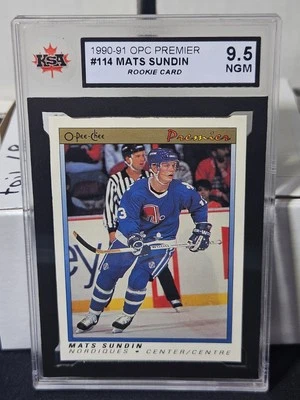 KSA
1990-91 OPC PREMIER
#114 MATS SUNDIN
ROOKIE CARD
9.5
NGM
O-Pee-Chee
Premier
13
MATS SUNDIN
NORDIQUES • CENTER/CENTRE